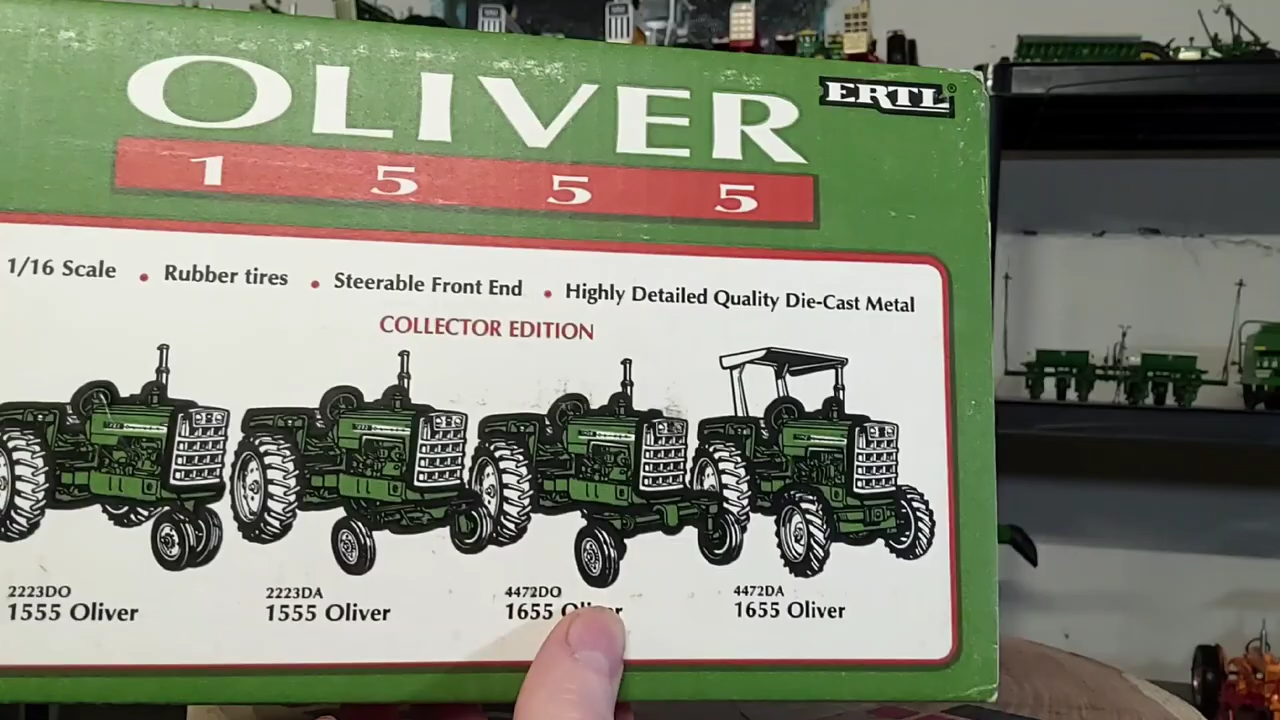 OLIVER
ERTL®
1 5 5 5
1/16 Scale • Rubber tires • Steerable Front End • Highly Detailed Quality Die-Cast Metal
COLLECTOR EDITION
2223DO
1555 Oliver
2223DA
1555 Oliver
4472DO
1655 Oliver
4472DA
1655 Oliver